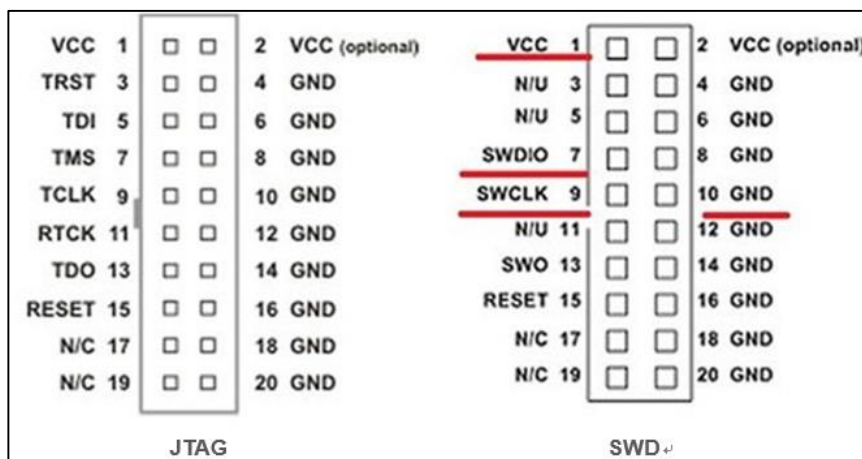 VCC 1 2 VCC (optional)
TRST 3 4 GND
TDI 5 6 GND
TMS 7 8 GND
TCLK 9 10 GND
RTCK 11 12 GND
TDO 13 14 GND
RESET 15 16 GND
N/C 17 18 GND
N/C 19 20 GND
JTAG
VCC 1 2 VCC (optional)
N/U 3 4 GND
N/U 5 6 GND
SWDIO 7 8 GND
SWCLK 9 10 GND
N/U 11 12 GND
SWO 13 14 GND
RESET 15 16 GND
N/C 17 18 GND
N/C 19 20 GND
SWD↵